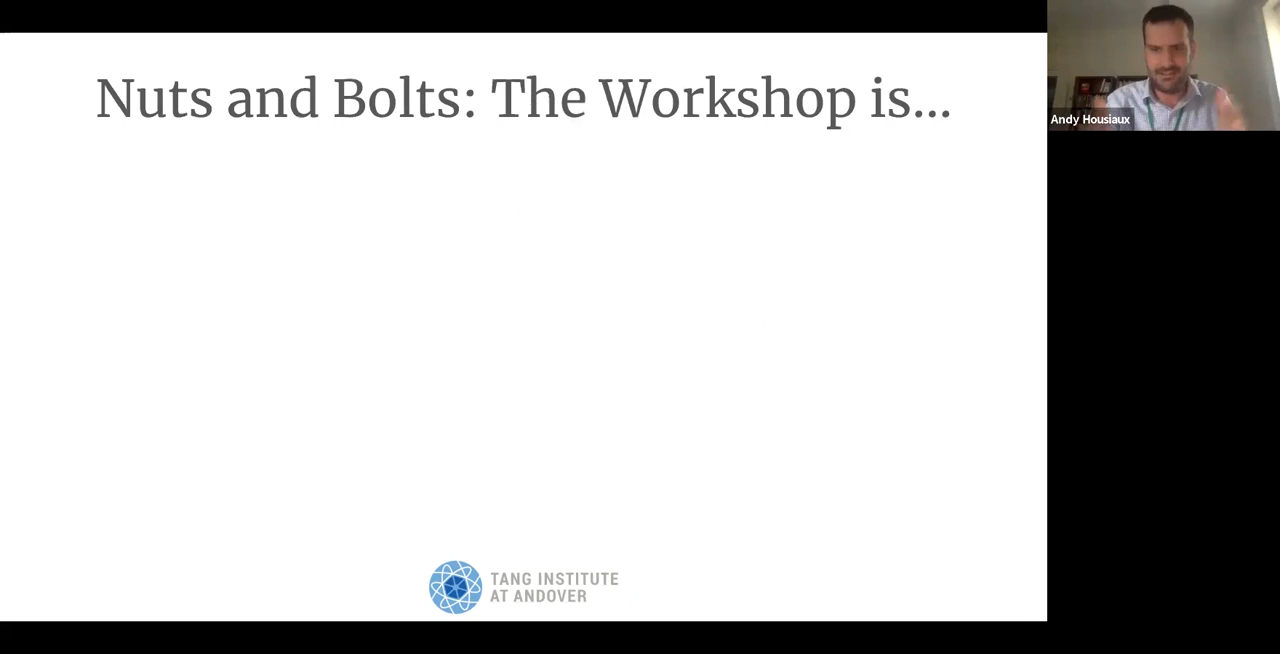 Nuts and Bolts: The Workshop is...
Andy Housiaux
TANG INSTITUTE
AT ANDOVER